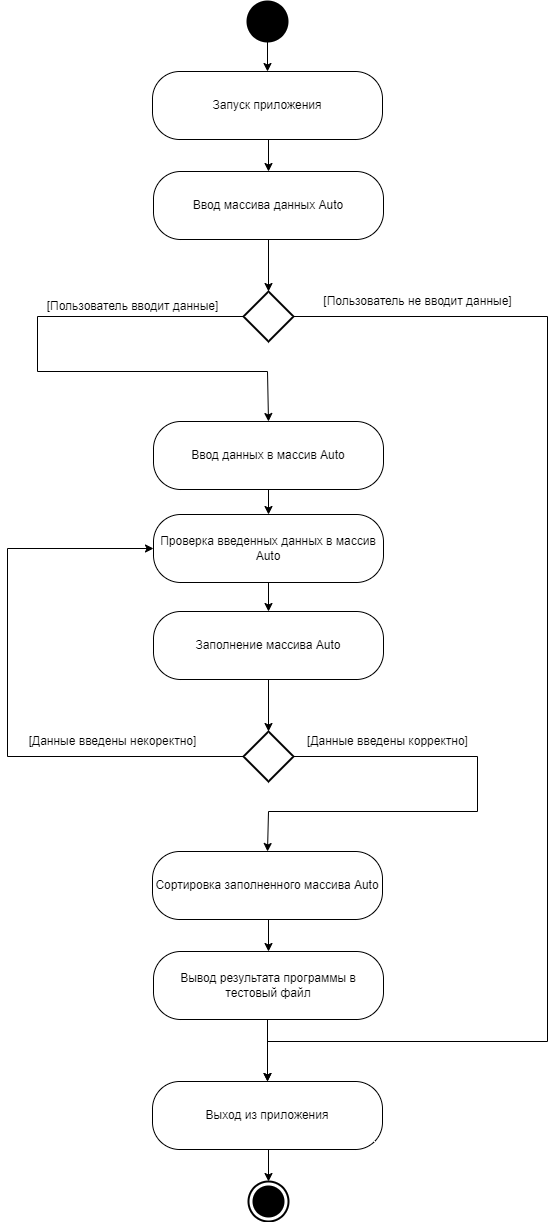 Запуск приложения
Ввод массива данных Auto
[Пользователь вводит данные]
[Пользователь не вводит данные]
Ввод данных в массив Auto
Проверка введенных данных в массив
Auto
Заполнение массива Auto
[Данные введены некоректно]
[Данные введены корректно]
Сортировка заполненного массива Auto
Вывод результата программы в
тестовый файл
Выход из приложения